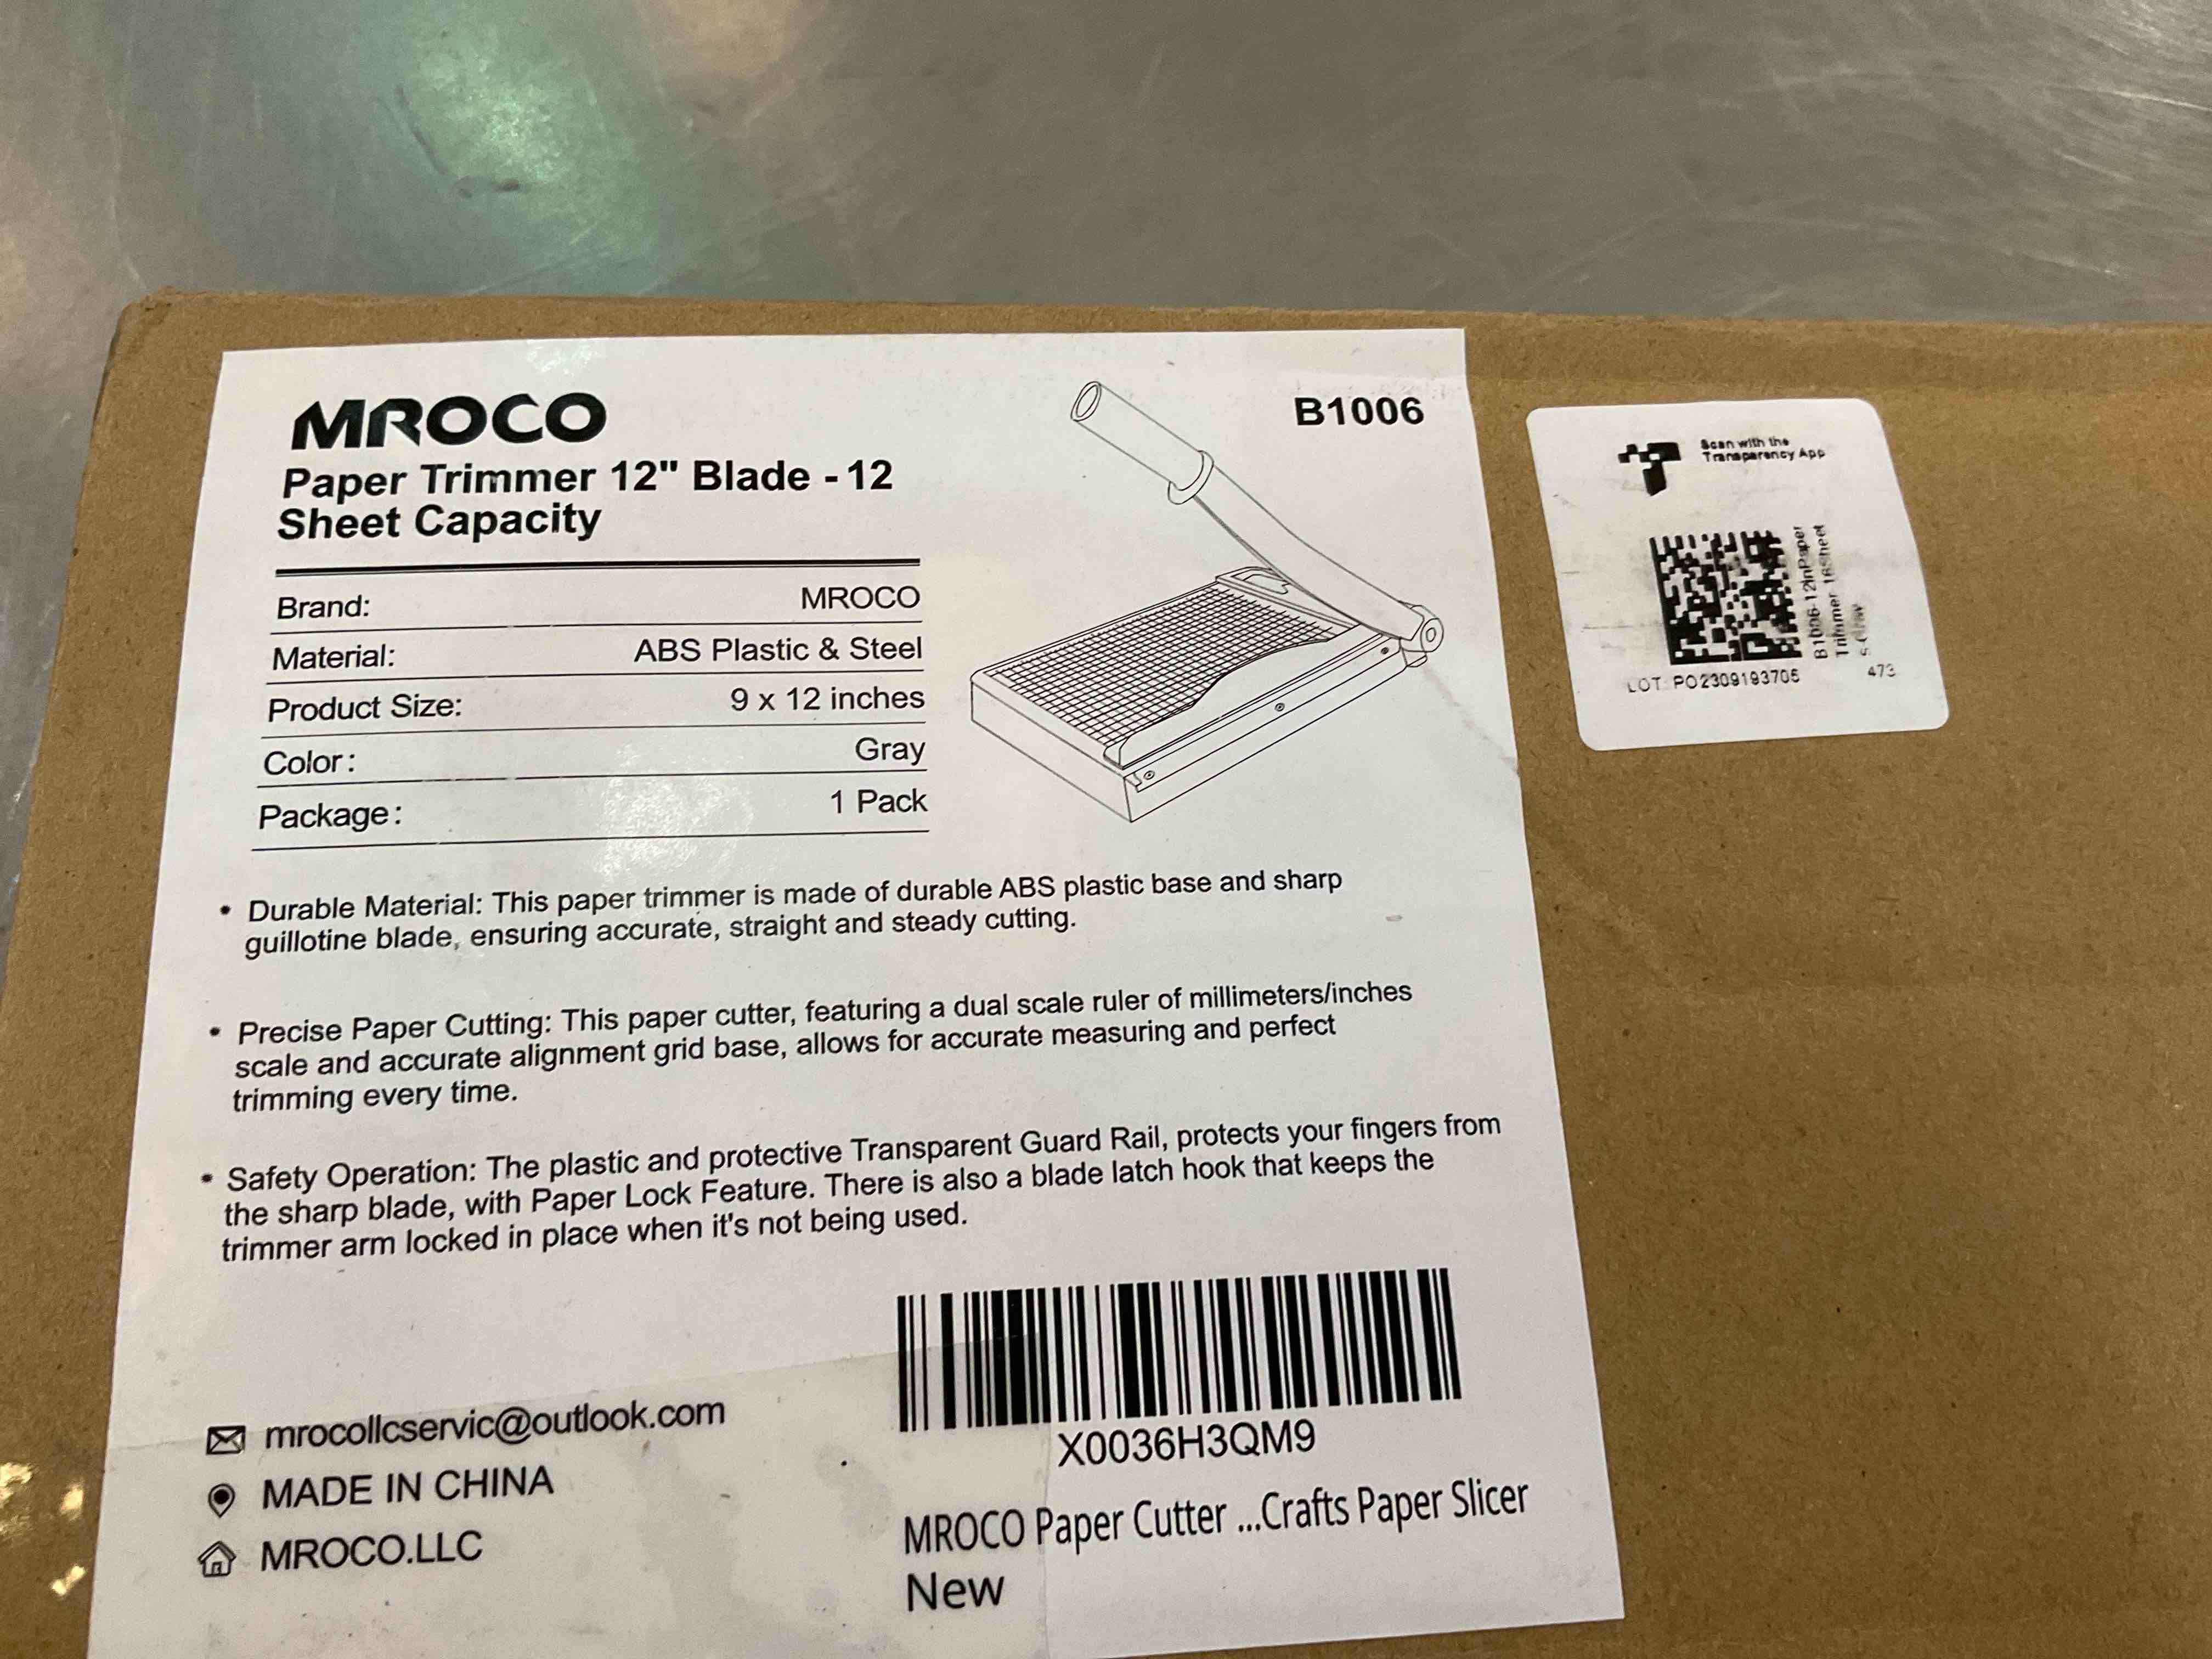 MROCO
B1006
Paper Trimmer 12" Blade - 12
Sheet Capacity
Brand: MROCO
Material: ABS Plastic & Steel
Product Size: 9 x 12 inches
Color: Gray
Package: 1 Pack
• Durable Material: This paper trimmer is made of durable ABS plastic base and sharp
guillotine blade, ensuring accurate, straight and steady cutting.
• Precise Paper Cutting: This paper cutter, featuring a dual scale ruler of millimeters/inches
scale and accurate alignment grid base, allows for accurate measuring and perfect
trimming every time.
• Safety Operation: The plastic and protective Transparent Guard Rail, protects your fingers from
the sharp blade, with Paper Lock Feature. There is also a blade latch hook that keeps the
trimmer arm locked in place when it's not being used.
mrocollcservic@outlook.com
MADE IN CHINA
MROCO.LLC
X0036H3QM9
MROCO Paper Cutter ...Crafts Paper Slicer
New
Scan with the
Transparency App
B1006-12inPaper
Trimmer 16Sheet
LOT: PO2309193705
473